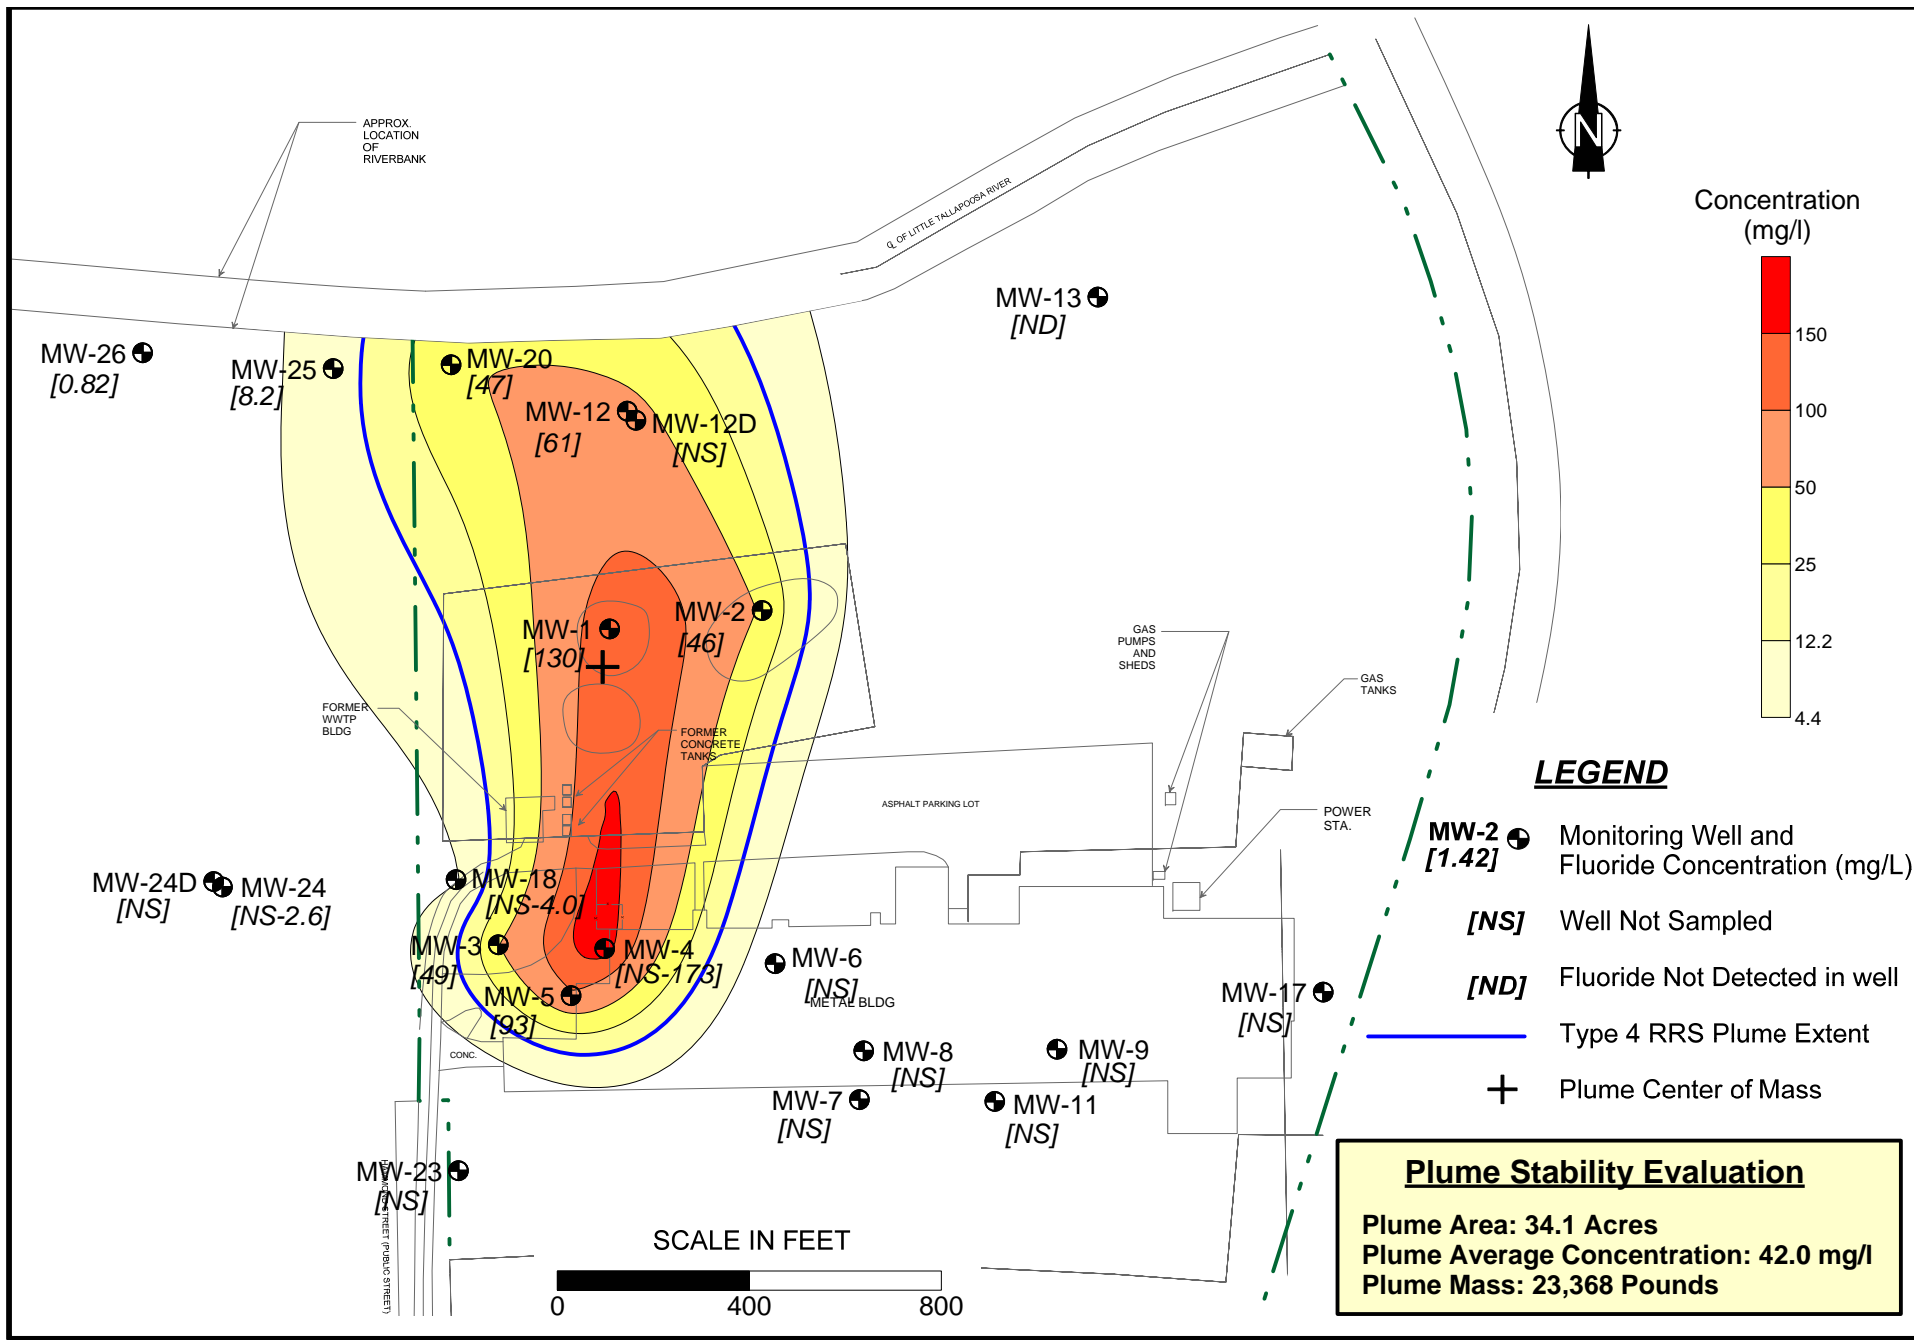 APPROX.
LOCATION
OF
RIVERBANK
℄ OF LITTLE TALLAPOOSA RIVER
N
Concentration
(mg/l)
150
100
50
25
12.2
4.4
MW-13
[ND]
MW-26
[0.82]
MW-25
[8.2]
MW-20
[47]
MW-12
[61]
MW-12D
[NS]
MW-1
[130]
MW-2
[46]
GAS
PUMPS
AND
SHEDS
GAS
TANKS
FORMER
WWTP
BLDG
FORMER
CONCRETE
TANKS
ASPHALT PARKING LOT
POWER
STA.
MW-24D
[NS]
MW-24
[NS-2.6]
MW-18
[NS-4.0]
MW-3
[49]
MW-4
[NS-173]
MW-5
[93]
MW-6
[NS]
METAL BLDG
MW-17
[NS]
CONC.
MW-8
[NS]
MW-9
[NS]
MW-7
[NS]
MW-11
[NS]
MW-23
[NS]
STREET (PUBLIC STREET)
SCALE IN FEET
0
400
800
LEGEND
MW-2
[1.42]
Monitoring Well and
Fluoride Concentration (mg/L)
[NS]
Well Not Sampled
[ND]
Fluoride Not Detected in well
Type 4 RRS Plume Extent
Plume Center of Mass
Plume Stability Evaluation
Plume Area: 34.1 Acres
Plume Average Concentration: 42.0 mg/l
Plume Mass: 23,368 Pounds